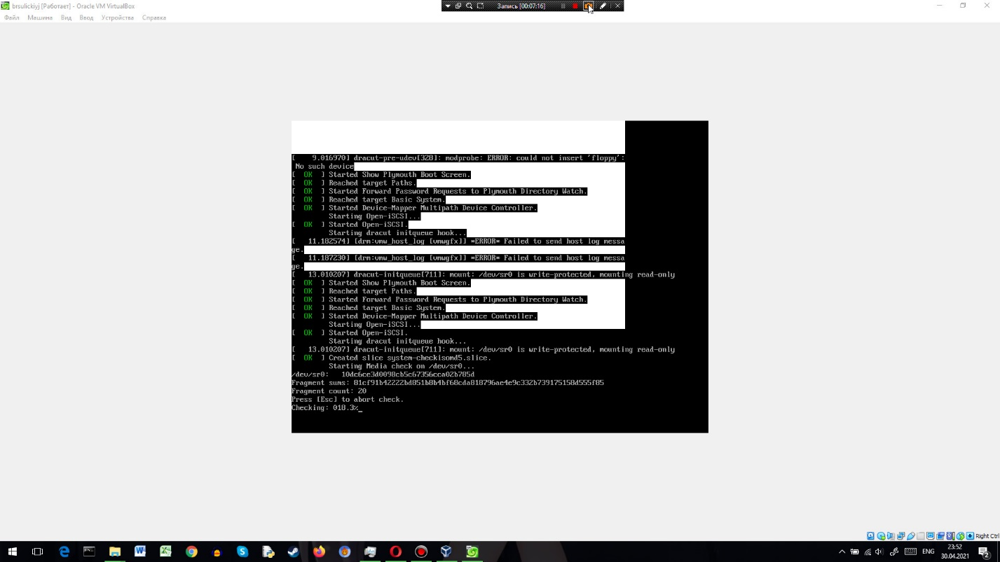 brsulickiyj [Работает] - Oracle VM VirtualBox
Запись [00:07:16]
Файл Машина Вид Ввод Устройства Справка
[    9.016970] dracut-pre-udev[328]: modprobe: ERROR: could not insert 'floppy':
No such device
[  OK  ] Started Show Plymouth Boot Screen.
[  OK  ] Reached target Paths.
[  OK  ] Started Forward Password Requests to Plymouth Directory Watch.
[  OK  ] Reached target Basic System.
[  OK  ] Started Device-Mapper Multipath Device Controller.
Starting Open-iSCSI...
[  OK  ] Started Open-iSCSI.
Starting dracut initqueue hook...
[   11.182574] [drm:vmw_host_log [vmwgfx]] *ERROR* Failed to send host log messa
ge.
[   11.187230] [drm:vmw_host_log [vmwgfx]] *ERROR* Failed to send host log messa
ge.
[   13.010207] dracut-initqueue[711]: mount: /dev/sr0 is write-protected, mounting read-only
[  OK  ] Started Show Plymouth Boot Screen.
[  OK  ] Reached target Paths.
[  OK  ] Started Forward Password Requests to Plymouth Directory Watch.
[  OK  ] Reached target Basic System.
[  OK  ] Started Device-Mapper Multipath Device Controller.
Starting Open-iSCSI...
[  OK  ] Started Open-iSCSI.
Starting dracut initqueue hook...
[   13.010207] dracut-initqueue[711]: mount: /dev/sr0 is write-protected, mounting read-only
[  OK  ] Created slice system-checkisomd5.slice.
Starting Media check on /dev/sr0...
/dev/sr0:   10dc6ce3d0098cb5c67356cca02b785d
Fragment sums: 81cf91b42222bd851b8b4bf68cda818796ae4e9c332b739175158d555f85
Fragment count: 20
Press [Esc] to abort check.
Checking: 018.3%_
Right Ctrl
ENG
23:52
30.04.2021
2